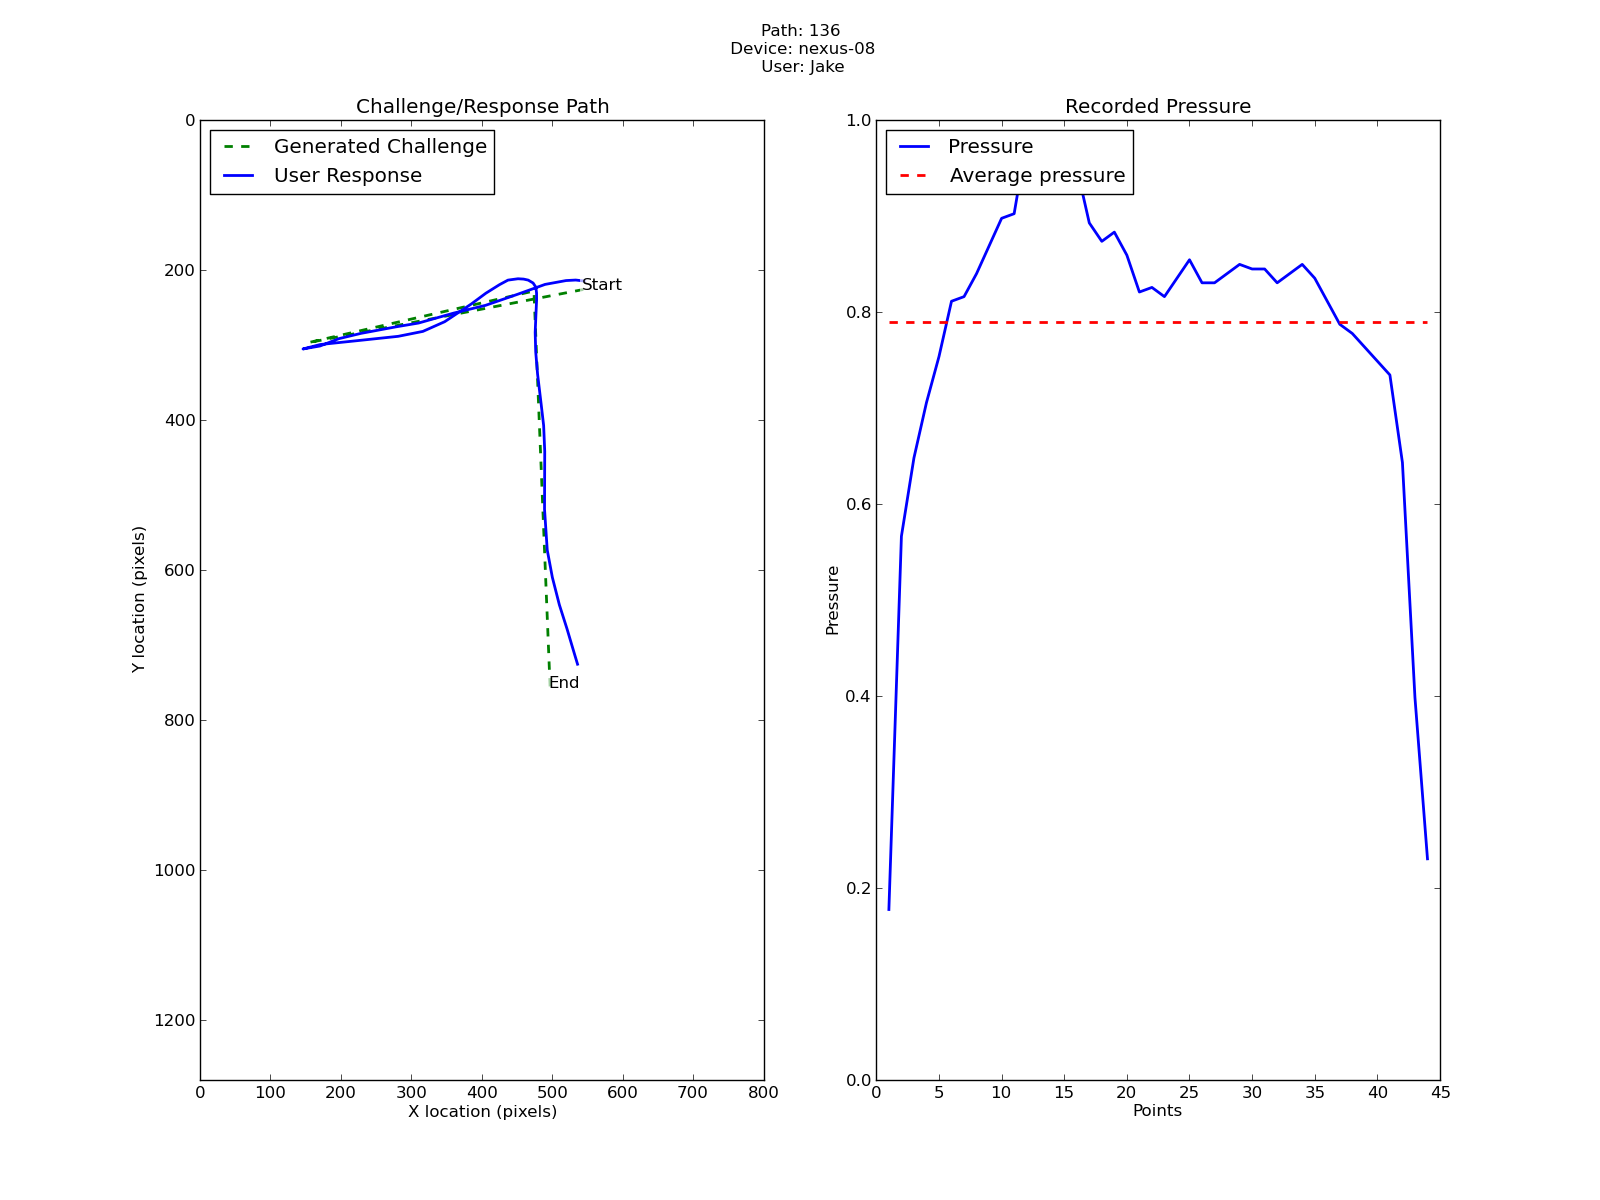 Path: 136
Device: nexus-08
User: Jake
Challenge/Response Path
Generated Challenge
User Response
Start
End
0
200
400
600
800
1000
1200
Y location (pixels)
0 100 200 300 400 500 600 700 800
X location (pixels)
Recorded Pressure
Pressure
Average pressure
1.0
0.8
0.6
0.4
0.2
0.0
Pressure
0 5 10 15 20 25 30 35 40 45
Points